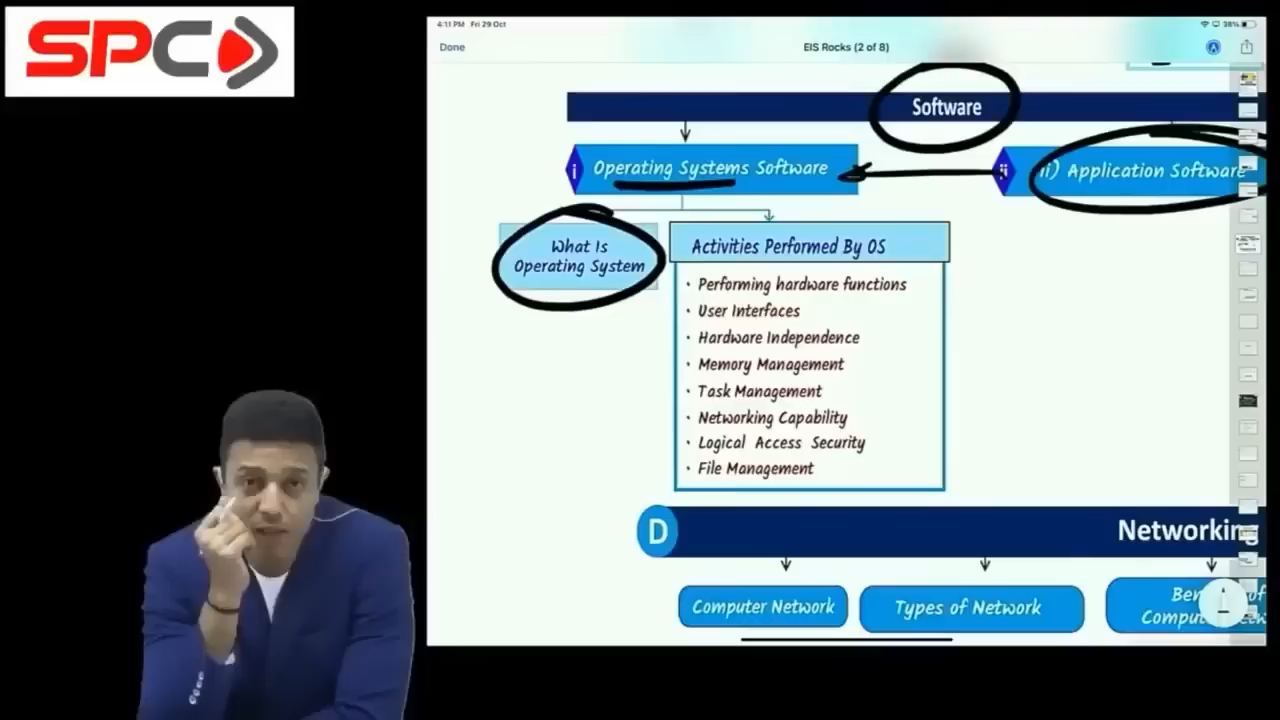 SPC
4:11 PM Fri 29 Oct
38%
Done
EIS Rocks (2 of 8)
Software
i
Operating Systems Software
ii) Application Software
What Is
Operating System
Activities Performed By OS
• Performing hardware functions
• User Interfaces
• Hardware Independence
• Memory Management
• Task Management
• Networking Capability
• Logical Access Security
• File Management
D
Networking
Computer Network
Types of Network
of